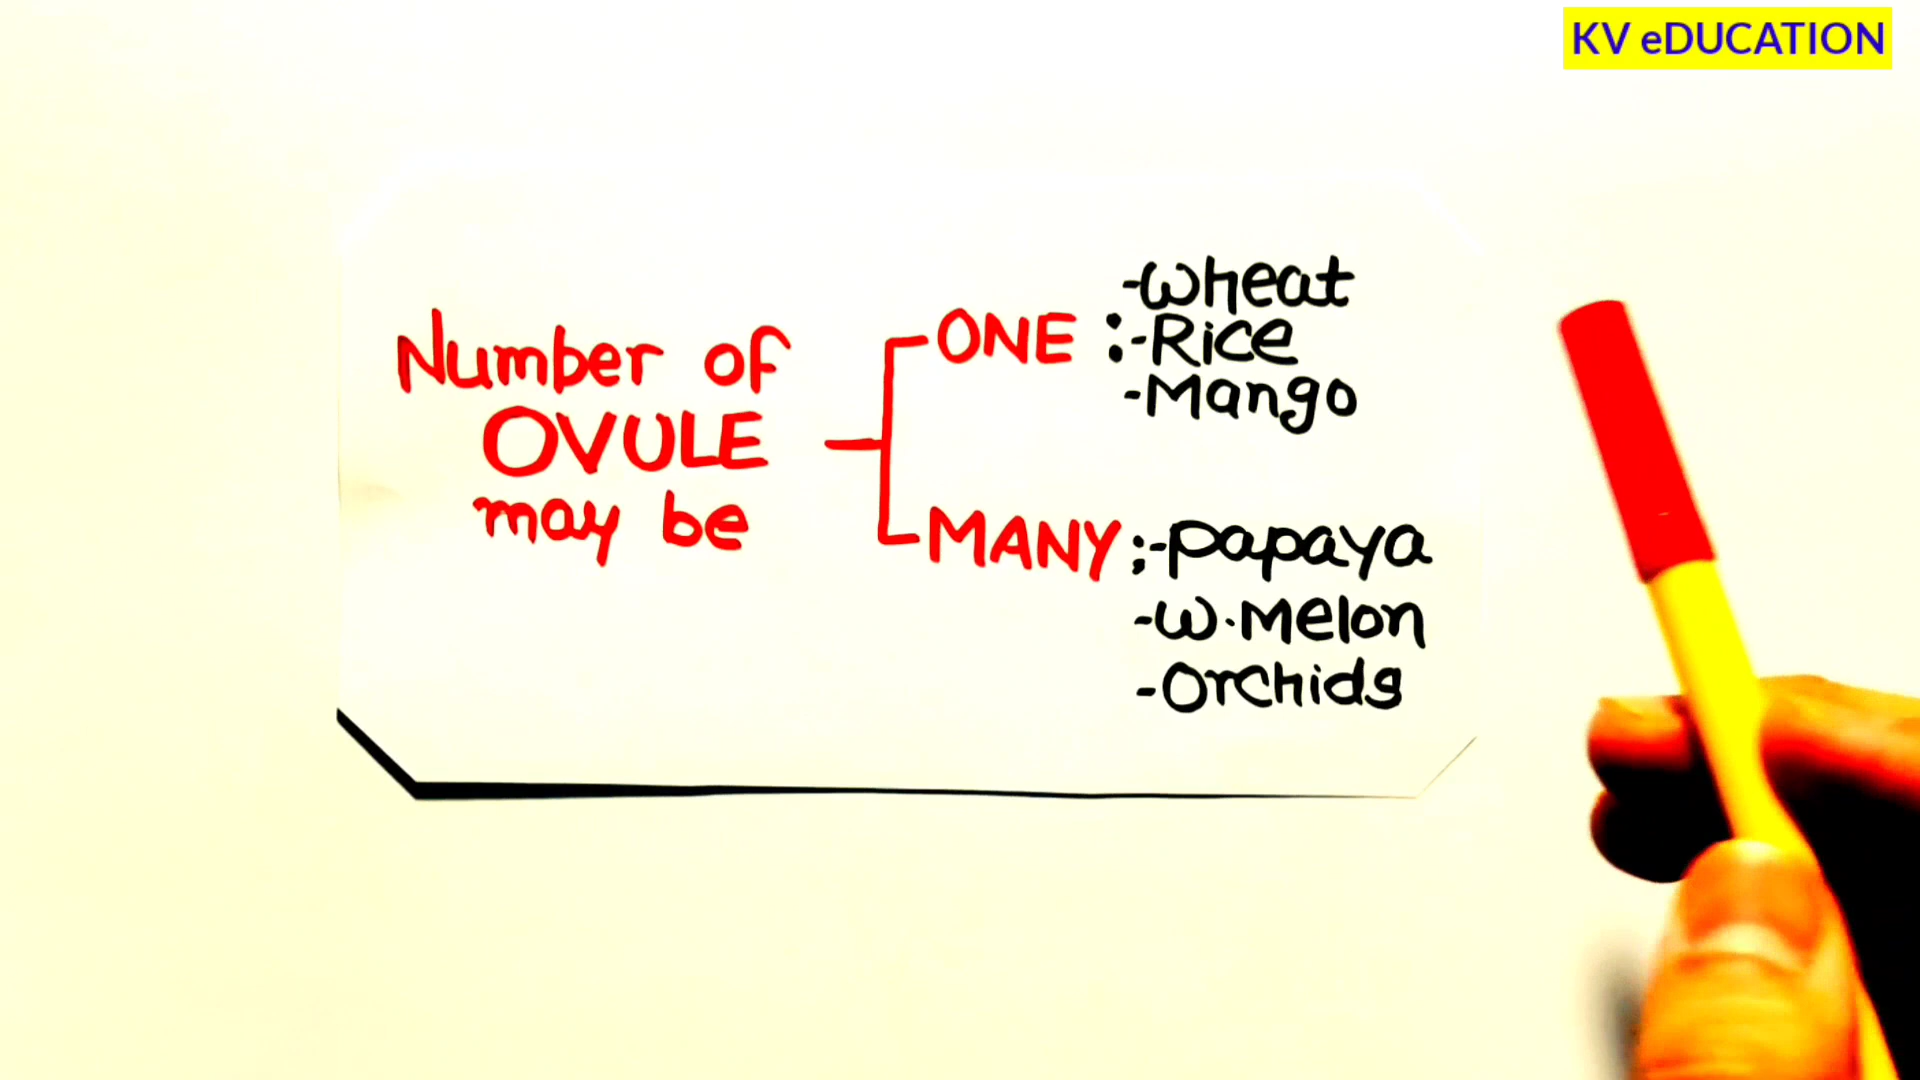 KV eDUCATION
Number of
OVULE
may be
ONE :
-Wheat
-Rice
-Mango
MANY :
-Papaya
-W.Melon
-Orchids